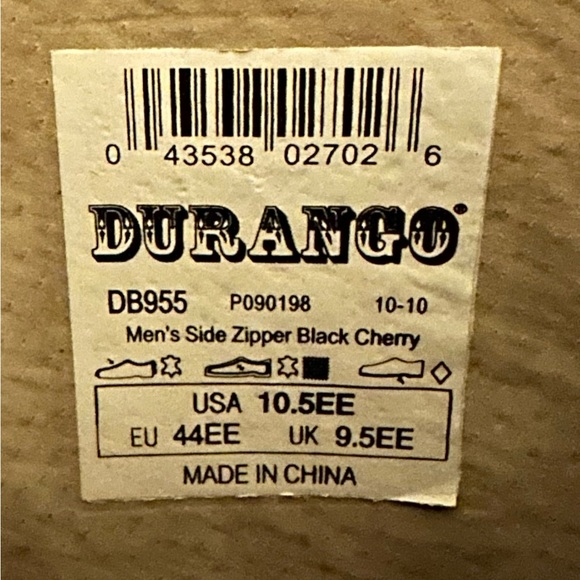 0 43538 02702 6
DURANGO®
DB955 P090198 10-10
Men's Side Zipper Black Cherry
USA 10.5EE
EU 44EE UK 9.5EE
MADE IN CHINA